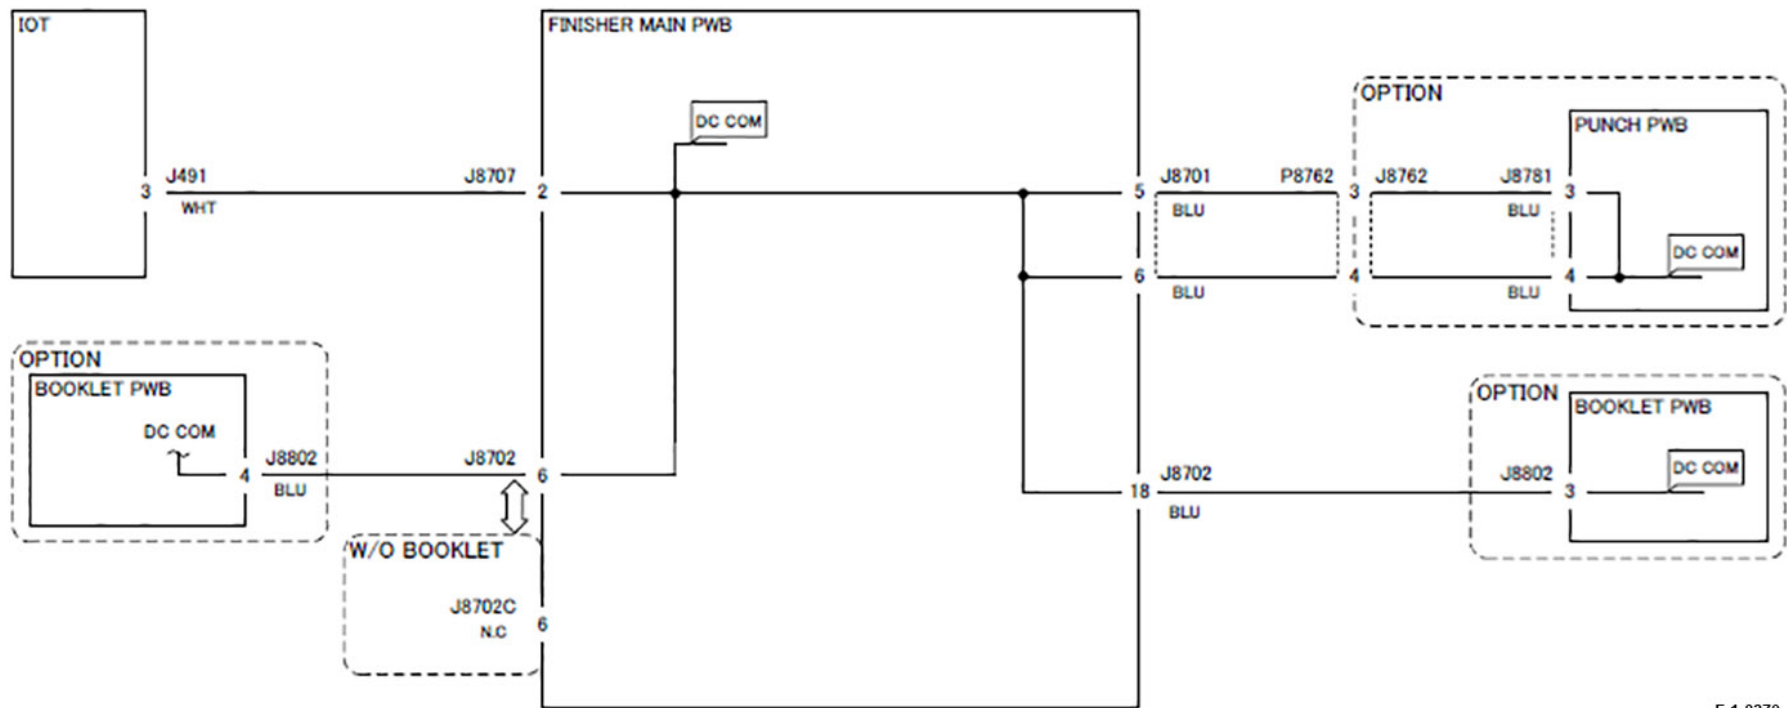 IOT
FINISHER MAIN PWB
DC COM
OPTION
PUNCH PWB
3 J491 J8707 2 5 J8701 P8762 3 J8762 J8781 3
WHT BLU BLU
DC COM
6 4 4
BLU BLU
OPTION
BOOKLET PWB
DC COM
4 J8802 J8702 6
BLU
OPTION
BOOKLET PWB
DC COM
18 J8702 J8802 3
BLU
W/O BOOKLET
J8702C 6
N.C